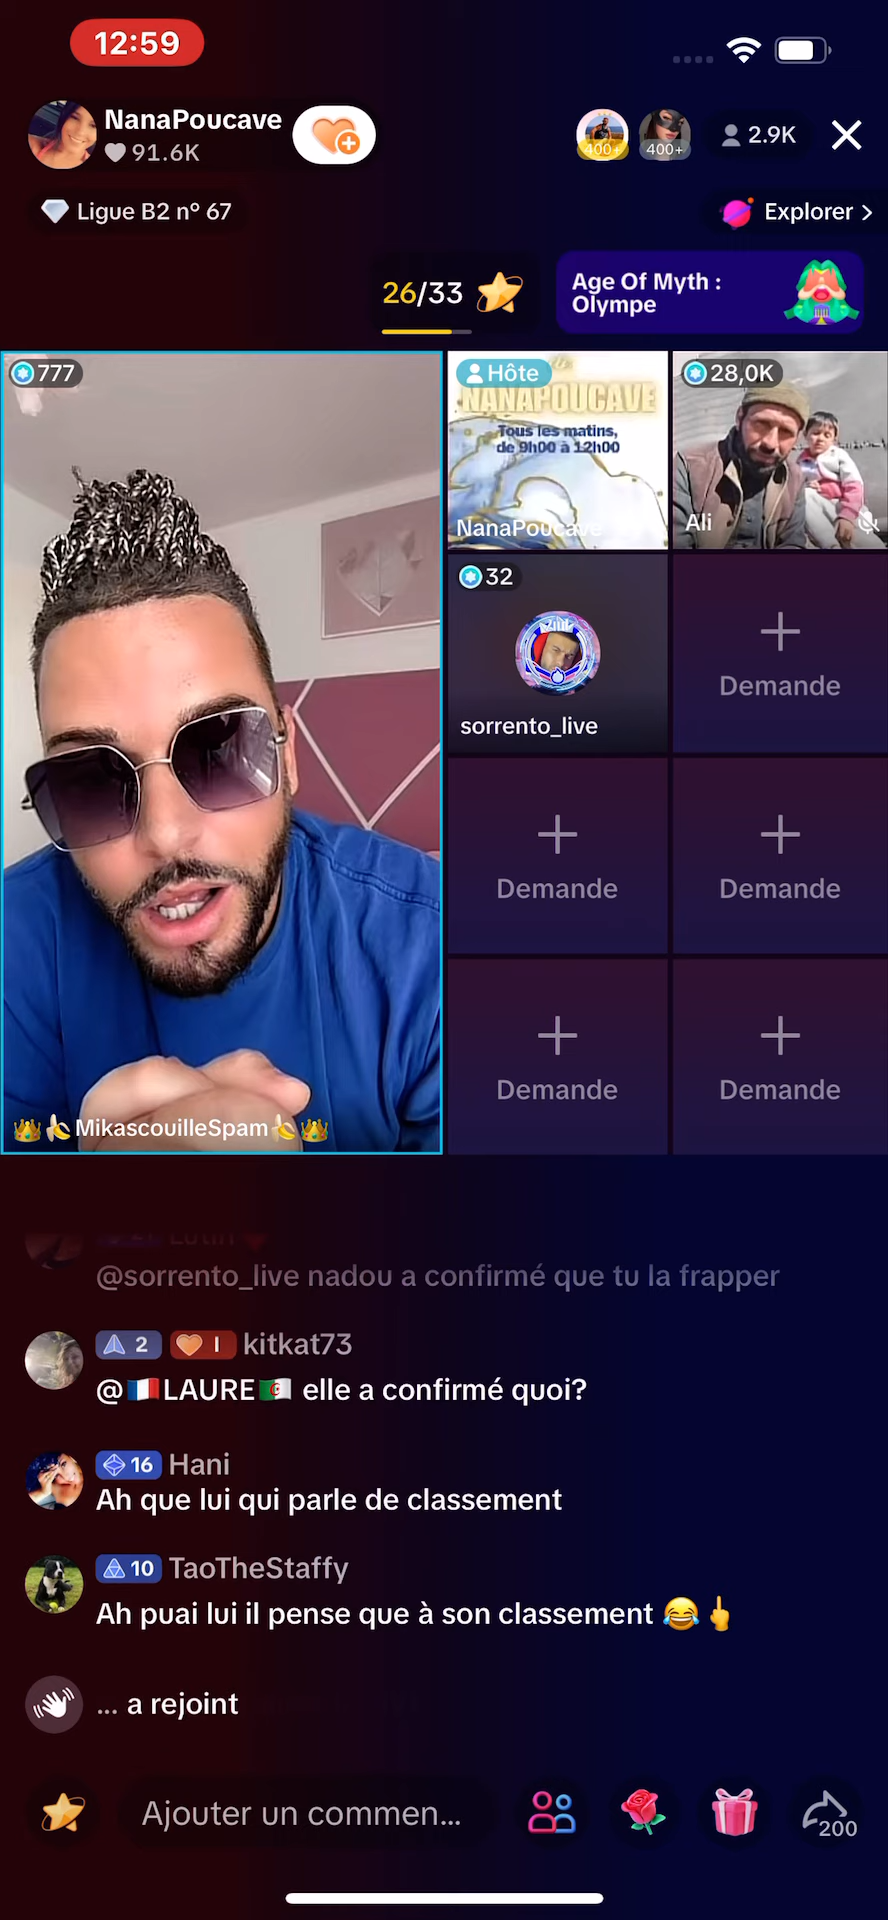 12:59
NanaPoucave
91.6K
400+
400+
2.9K
Ligue B2 nº 67
Explorer >
26/33
Age Of Myth :
Olympe
777
Hôte
NANAPOUCAVE
Tous les matins,
de 9h00 à 12h00
NanaPoucave
28,0K
Ali
32
sorrento_live
Demande
Demande
Demande
Demande
Demande
👑🍌MikascouilleSpam🍌👑
@sorrento_live nadou a confirmé que tu la frapper
2 I kitkat73
@🇫🇷LAURE🇩🇿 elle a confirmé quoi?
16 Hani
Ah que lui qui parle de classement
10 TaoTheStaffy
Ah puai lui il pense que à son classement 😂🖕
... a rejoint
Ajouter un commen...
200